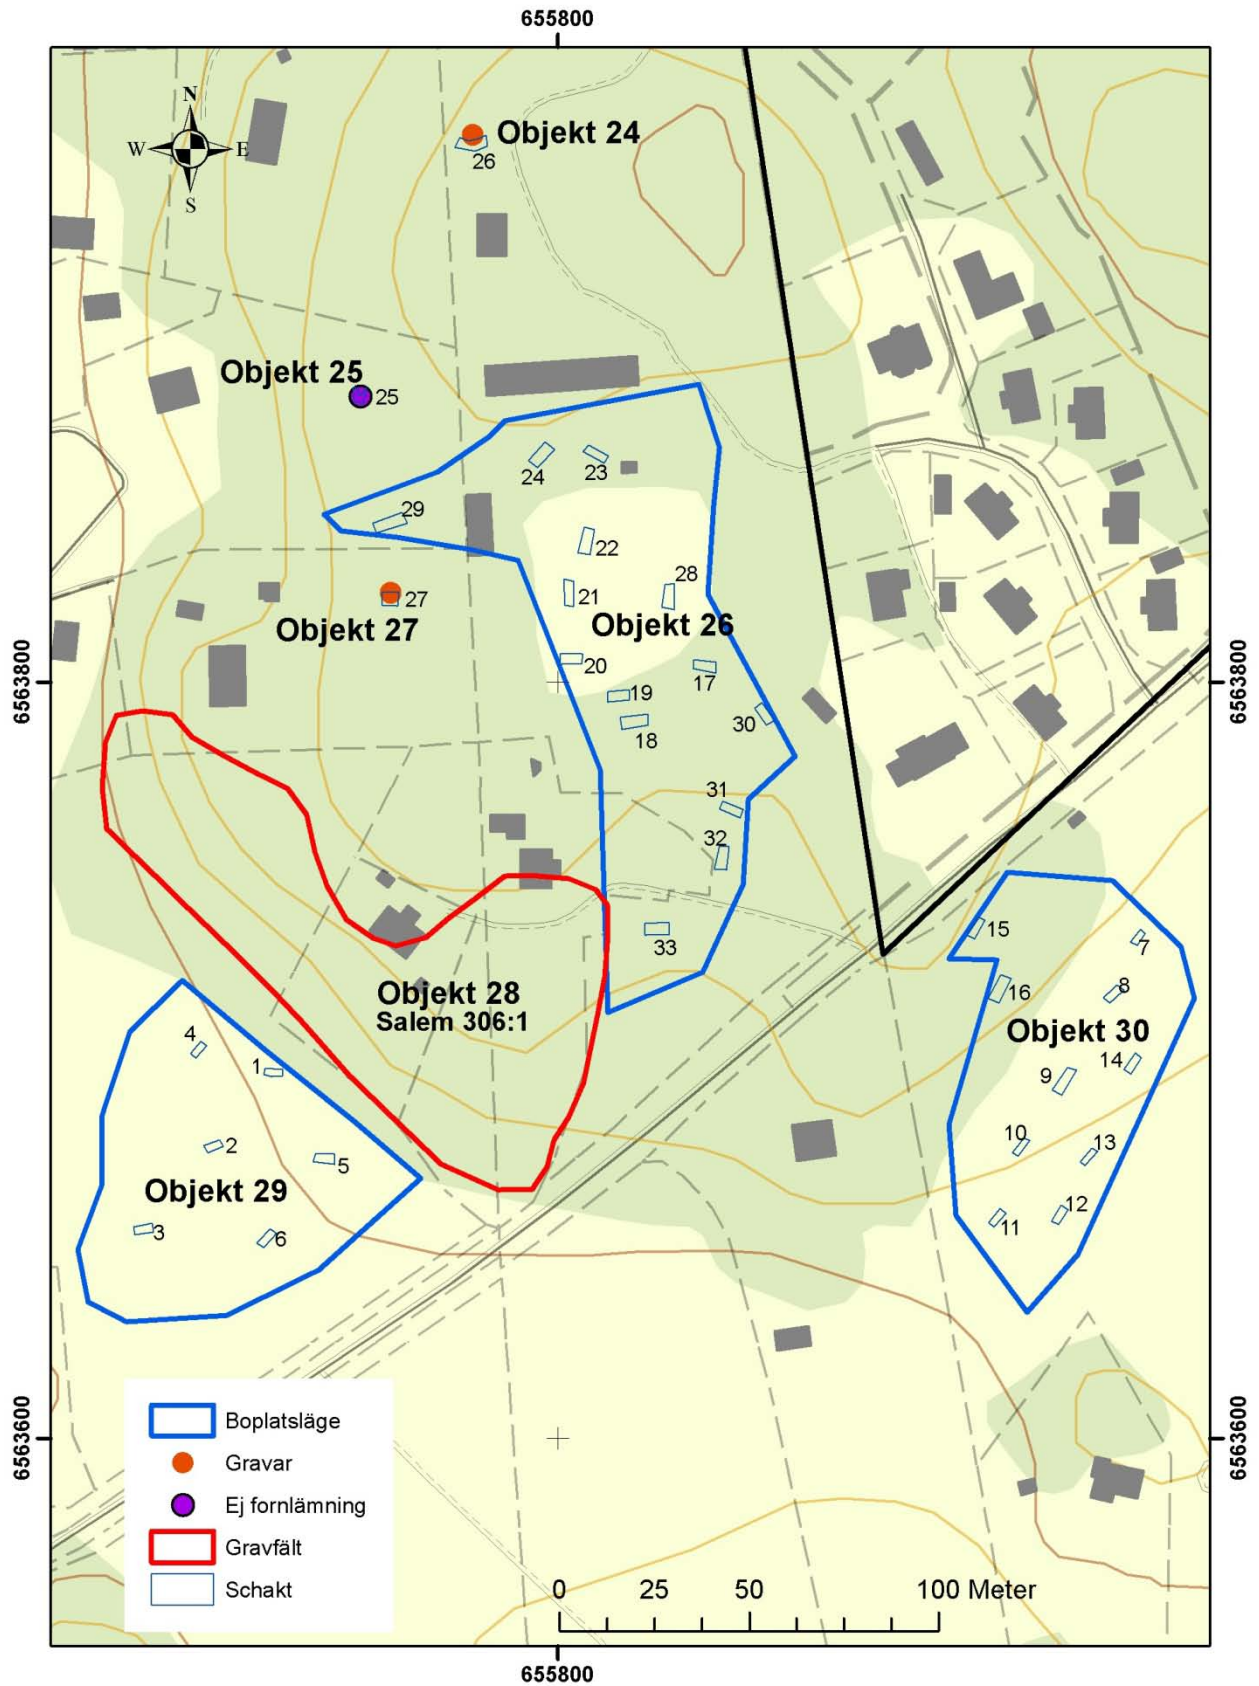 655800
N
W
E
S
Objekt 24
26
Objekt 25
25
24
23
29
22
28
21
27
Objekt 26
Objekt 27
20
17
19
18
30
6563800
6563800
31
32
33
15
7
16
8
Objekt 28
Salem 306:1
Objekt 30
4
1
14
9
2
5
10
13
Objekt 29
3
6
11
12
Boplatsläge
Gravar
Ej fornlämning
Gravfält
Schakt
6563600
6563600
0 25 50 100 Meter
655800